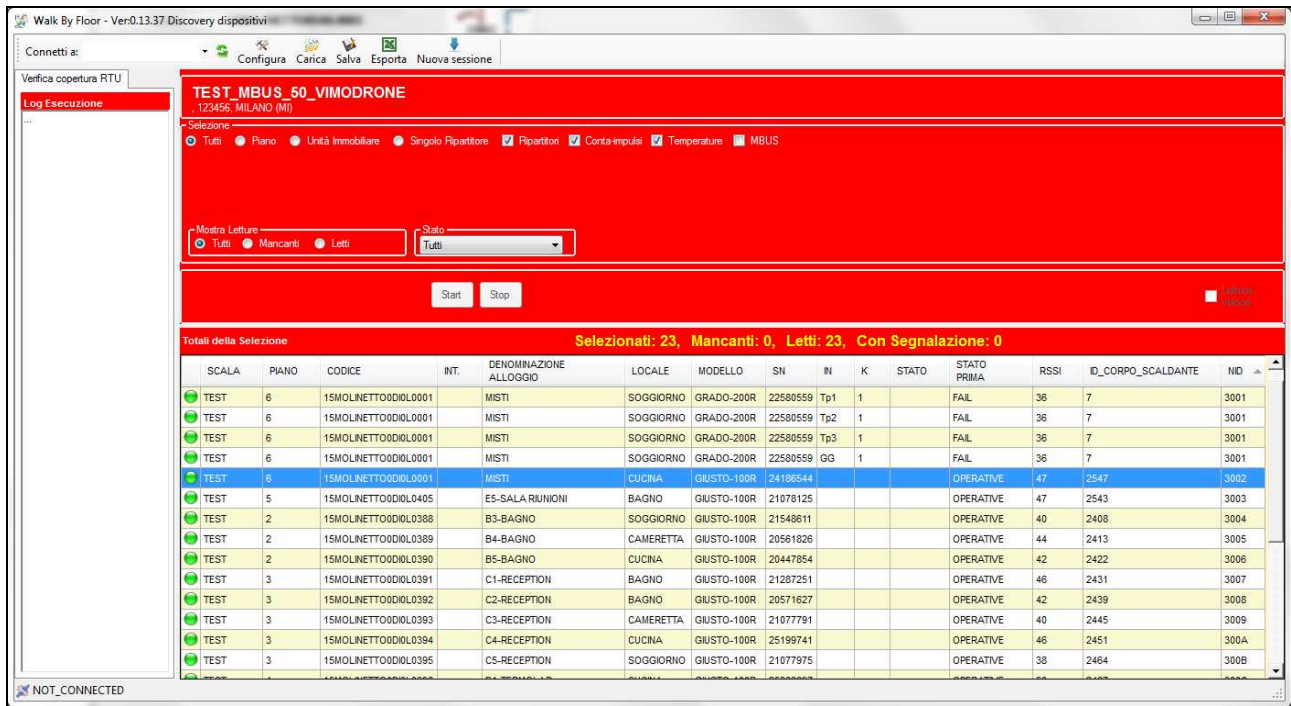 Walk By Floor - Ver:0.13.37 Discovery dispositivi
Connetti a:
Configura Carica Salva Esporta Nuova sessione
Verifica copertura RTU
Log Esecuzione
...
TEST_MBUS_50_VIMODRONE
, 123456, MILANO (MI)
Selezione
Tutti Piano Unità Immobiliare Singolo Ripartitore Ripartitori Conta-impulsi Temperature MBUS
Mostra Letture
Tutti Mancanti Letti
Stato
Tutti
Start Stop
Lettura
veloce
Totali della Selezione
Selezionati: 23, Mancanti: 0, Letti: 23, Con Segnalazione: 0
SCALA PIANO CODICE INT. DENOMINAZIONE ALLOGGIO LOCALE MODELLO SN IN K STATO STATO PRIMA RSSI ID_CORPO_SCALDANTE NID
TEST 6 15MOLINETTO0DI0L0001 MISTI SOGGIORNO GRADO-200R 22580559 Tp1 1 FAIL 36 7 3001
TEST 6 15MOLINETTO0DI0L0001 MISTI SOGGIORNO GRADO-200R 22580559 Tp2 1 FAIL 36 7 3001
TEST 6 15MOLINETTO0DI0L0001 MISTI SOGGIORNO GRADO-200R 22580559 Tp3 1 FAIL 36 7 3001
TEST 6 15MOLINETTO0DI0L0001 MISTI SOGGIORNO GRADO-200R 22580559 GG 1 FAIL 36 7 3001
TEST 6 15MOLINETTO0DI0L0001 MISTI CUCINA GIUSTO-100R 24186544 OPERATIVE 47 2547 3002
TEST 5 15MOLINETTO0DI0L0405 E5-SALA RIUNIONI BAGNO GIUSTO-100R 21078125 OPERATIVE 47 2543 3003
TEST 2 15MOLINETTO0DI0L0388 B3-BAGNO SOGGIORNO GIUSTO-100R 21548611 OPERATIVE 40 2408 3004
TEST 2 15MOLINETTO0DI0L0389 B4-BAGNO CAMERETTA GIUSTO-100R 20561826 OPERATIVE 44 2413 3005
TEST 2 15MOLINETTO0DI0L0390 B5-BAGNO CUCINA GIUSTO-100R 20447854 OPERATIVE 42 2422 3006
TEST 3 15MOLINETTO0DI0L0391 C1-RECEPTION BAGNO GIUSTO-100R 21287251 OPERATIVE 46 2431 3007
TEST 3 15MOLINETTO0DI0L0392 C2-RECEPTION BAGNO GIUSTO-100R 20571627 OPERATIVE 42 2439 3008
TEST 3 15MOLINETTO0DI0L0393 C3-RECEPTION CAMERETTA GIUSTO-100R 21077791 OPERATIVE 40 2445 3009
TEST 3 15MOLINETTO0DI0L0394 C4-RECEPTION CUCINA GIUSTO-100R 25199741 OPERATIVE 46 2451 300A
TEST 3 15MOLINETTO0DI0L0395 C5-RECEPTION SOGGIORNO GIUSTO-100R 21077975 OPERATIVE 38 2464 300B
NOT_CONNECTED